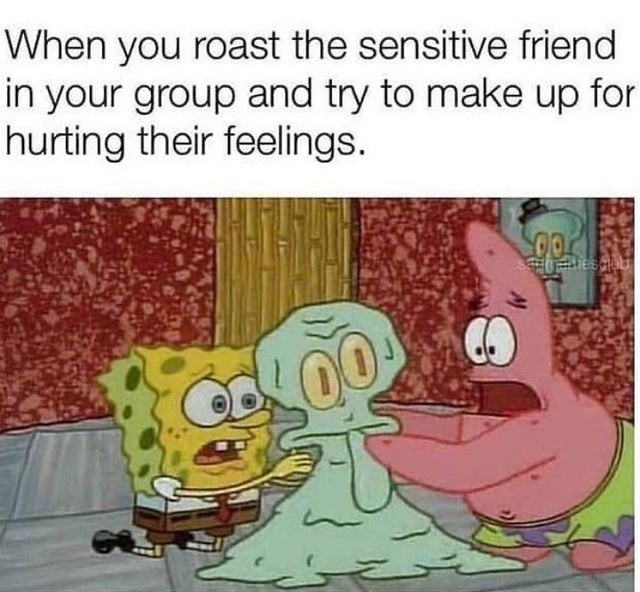 When you roast the sensitive friend
in your group and try to make up for
hurting their feelings.